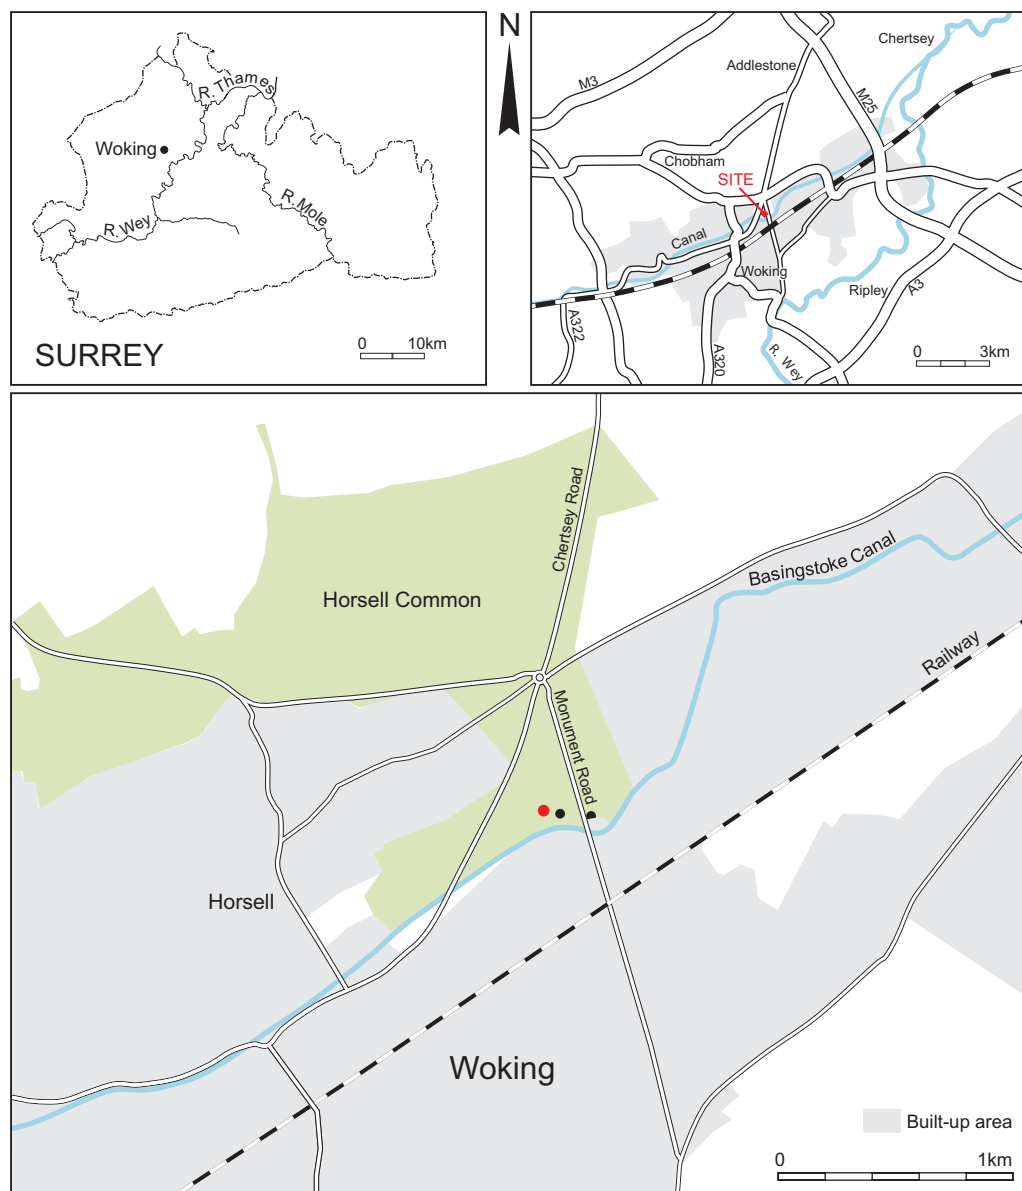 R. Thames
Woking
R. Wey
R. Mole
SURREY
0 10km
N
Chertsey
Addlestone
M3
M25
Chobham
SITE
Canal
Woking
Ripley
A3
A322
A320
R. Wey
0 3km
Chertsey Road
Horsell Common
Basingstoke Canal
Railway
Monument Road
Horsell
Woking
Built-up area
0 1km